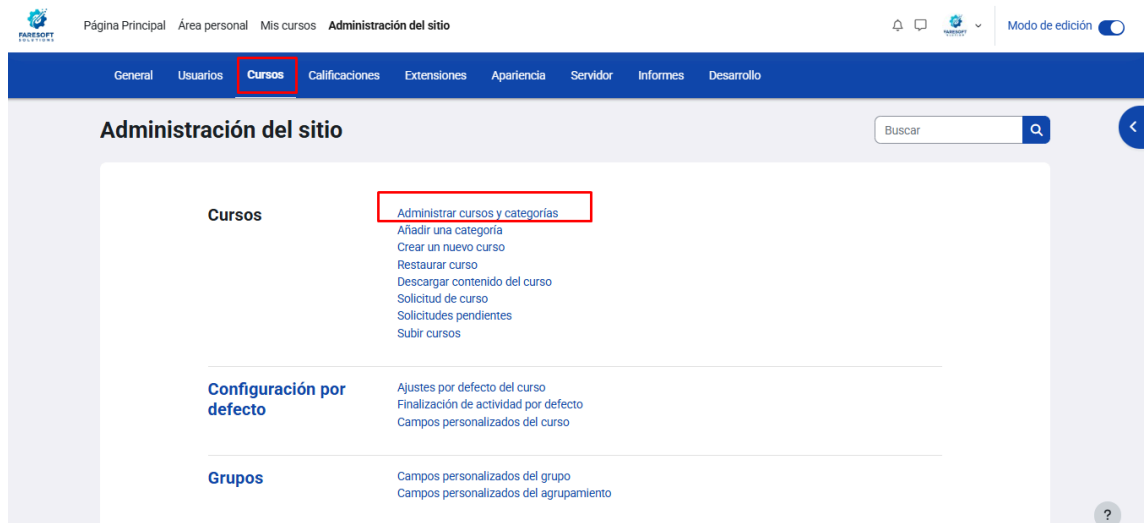 FARESOFT
SOLUTIONS
Página Principal Área personal Mis cursos Administración del sitio
Modo de edición
General Usuarios Cursos Calificaciones Extensiones Apariencia Servidor Informes Desarrollo
Administración del sitio
Buscar
Cursos
Administrar cursos y categorías
Añadir una categoría
Crear un nuevo curso
Restaurar curso
Descargar contenido del curso
Solicitud de curso
Solicitudes pendientes
Subir cursos
Configuración por
defecto
Ajustes por defecto del curso
Finalización de actividad por defecto
Campos personalizados del curso
Grupos
Campos personalizados del grupo
Campos personalizados del agrupamiento
?